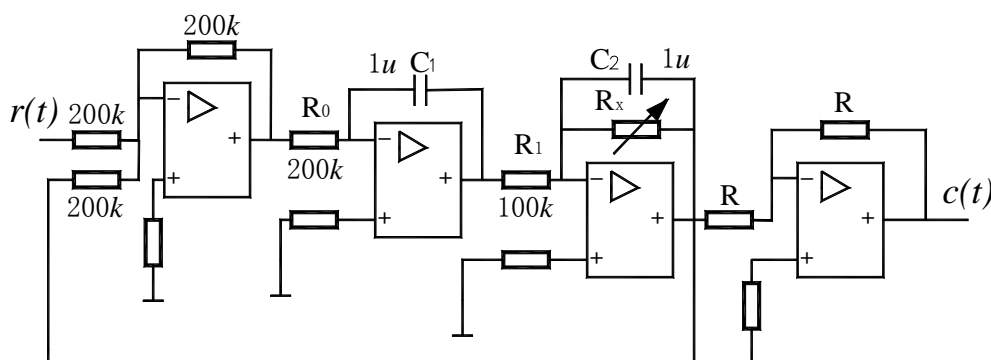 200k
1u C₁
C₂ 1u
r(t) 200k
R₀
Rₓ
R
200k
R₁
200k
100k
R
c(t)
− +
+
− +
+
− +
+
− +
+